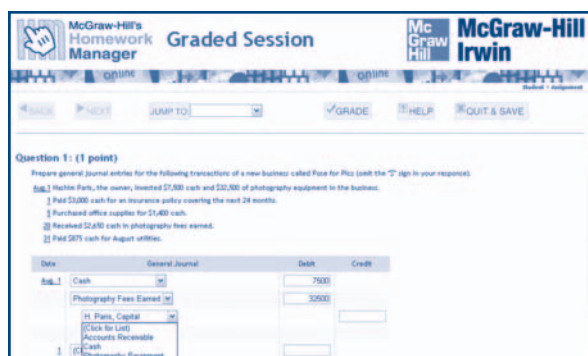 McGraw-Hill's
Homework
Manager
Graded Session
Mc
Graw
Hill
McGraw-Hill
Irwin
online
online
Student > Assignment
BACK NEXT JUMP TO GRADE HELP QUIT & SAVE
Question 1: (1 point)
Prepare general journal entries for the following transactions of a new business called Pose for Pics (omit the "$" sign in your response).
Aug.1 Hashim Paris, the owner, invested $7,500 cash and $32,500 of photography equipment in the business.
1 Paid $3,000 cash for an insurance policy covering the next 24 months.
5 Purchased office supplies for $1,400 cash.
20 Received $2,650 cash in photography fees earned.
31 Paid $875 cash for August utilities.
Date General Journal Debit Credit
Aug. 1 Cash 7500
Photography Fees Earned 32500
H. Paris, Capital
(Click for List)
Accounts Receivable
Cash
1 (Cl Photography Equipment